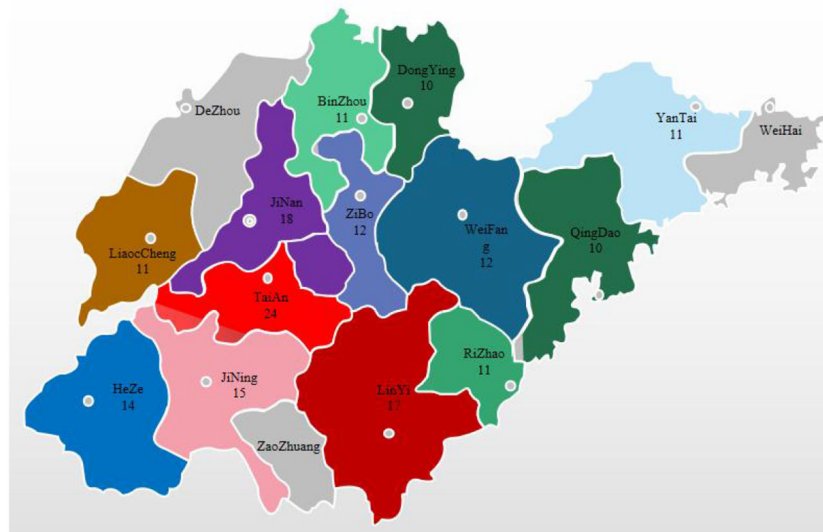 DongYing
10
BinZhou
11
DeZhou
YanTai
11
WeiHai
JiNan
18
ZiBo
12
WeiFan
g
12
QingDao
10
LiaocCheng
11
TaiAn
24
RiZhao
11
HeZe
14
JiNing
15
LinYi
17
ZaoZhuang